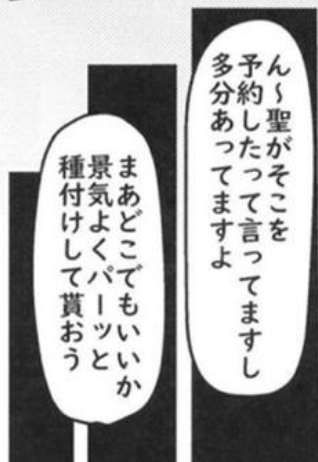 ん～聖がそこを
予約したって言ってますし
多分あってますよ
まあどこでもいいか
景気よくパーッと
種付けして貰おう